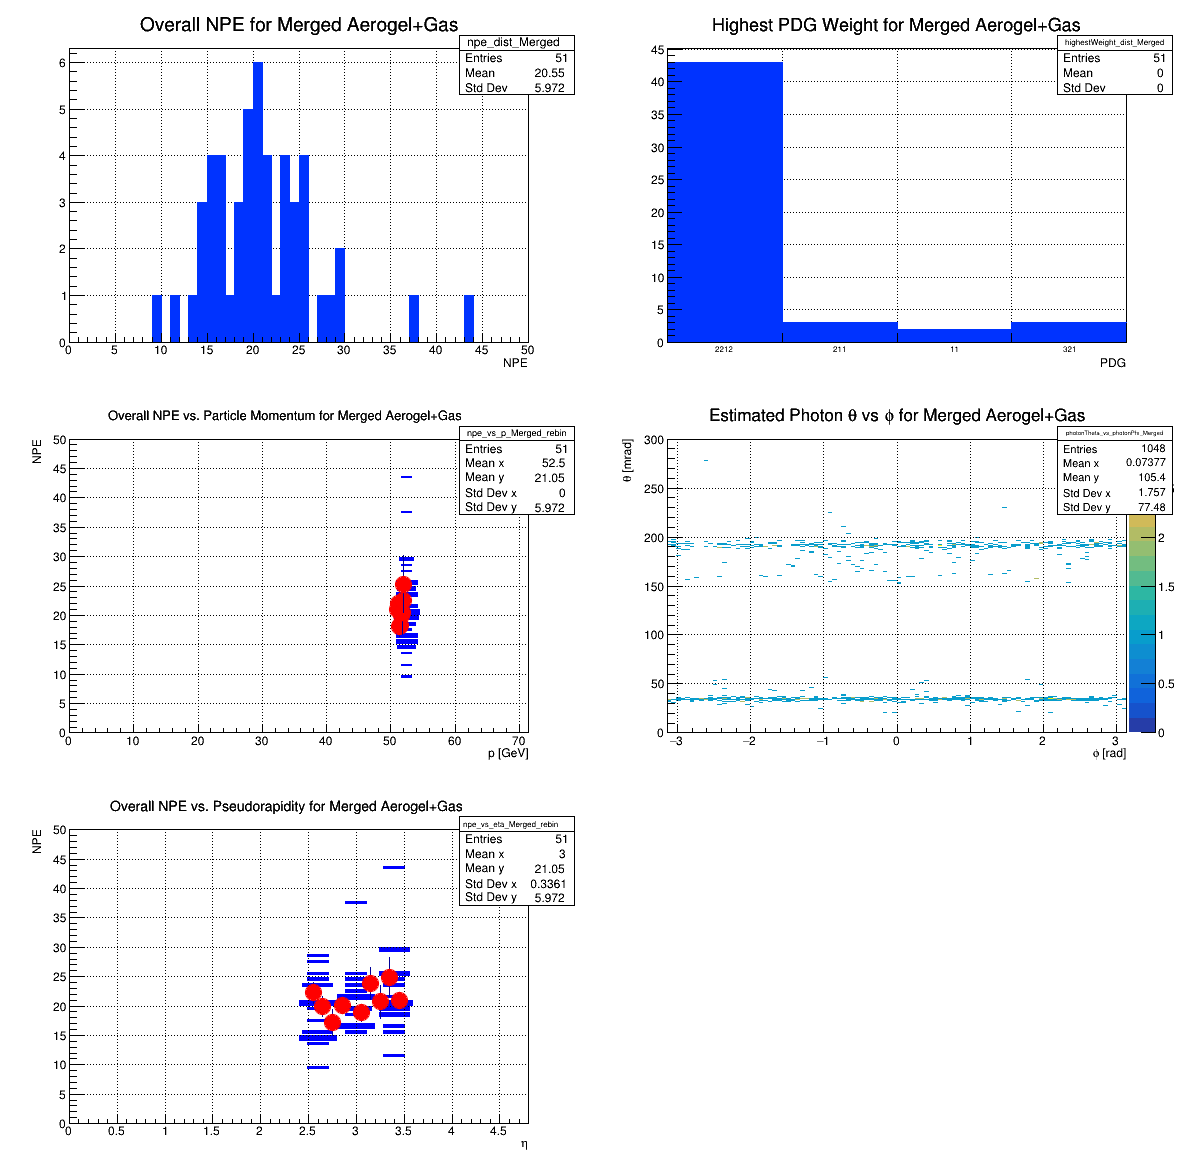 Overall NPE for Merged Aerogel+Gas
npe_dist_Merged
Entries 51
Mean 20.55
Std Dev 5.972
6
5
4
3
2
1
0
0 5 10 15 20 25 30 35 40 45 50
NPE
Highest PDG Weight for Merged Aerogel+Gas
highestWeight_dist_Merged
Entries 51
Mean 0
Std Dev 0
45
40
35
30
25
20
15
10
5
0
2212 211 11 321
PDG
Overall NPE vs. Particle Momentum for Merged Aerogel+Gas
NPE
npe_vs_p_Merged_rebin
Entries 51
Mean x 52.5
Mean y 21.05
Std Dev x 0
Std Dev y 5.972
50
45
40
35
30
25
20
15
10
5
0
0 10 20 30 40 50 60 70
p [GeV]
Estimated Photon θ vs ϕ for Merged Aerogel+Gas
θ [mrad]
photonTheta_vs_photonPhi_Merged
Entries 1048
Mean x 0.07377
Mean y 105.4
Std Dev x 1.757
Std Dev y 77.48
300
250
200
150
100
50
0
−3 −2 −1 0 1 2 3
ϕ [rad]
2
1.5
1
0.5
0
Overall NPE vs. Pseudorapidity for Merged Aerogel+Gas
NPE
npe_vs_eta_Merged_rebin
Entries 51
Mean x 3
Mean y 21.05
Std Dev x 0.3361
Std Dev y 5.972
50
45
40
35
30
25
20
15
10
5
0
0 0.5 1 1.5 2 2.5 3 3.5 4 4.5
η